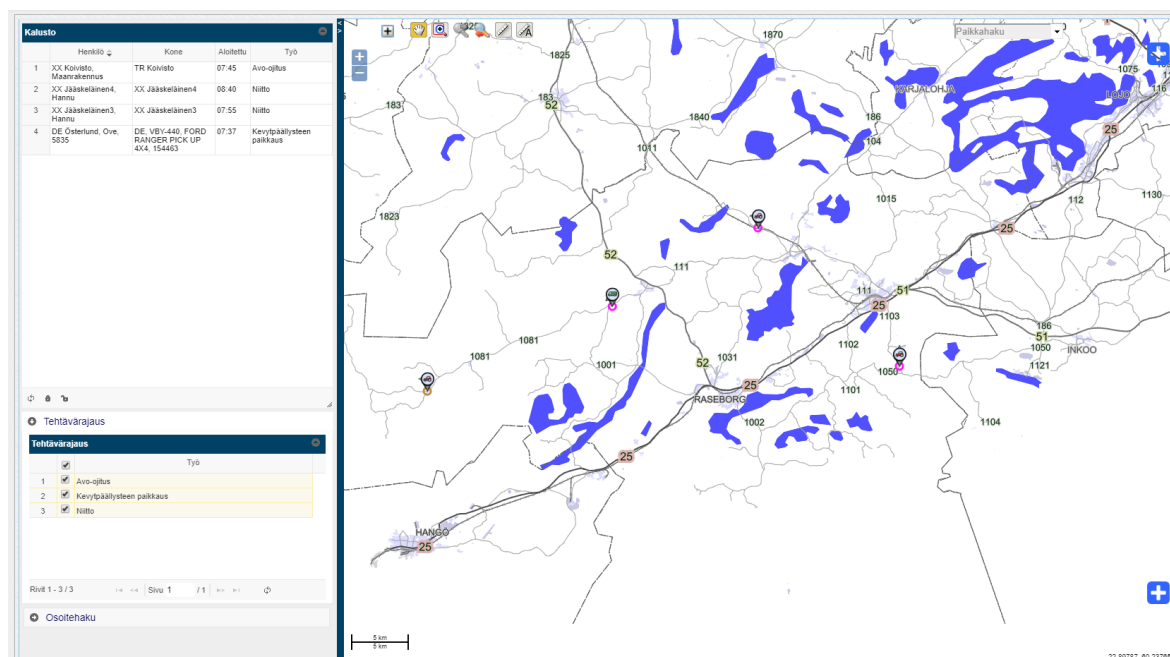 Kalusto
Henkilö Kone Aloitettu Työ
1 XX Koivisto, Maanrakennus TR Koivisto 07:45 Avo-ojitus
2 XX Jääskeläinen4, Hannu XX Jääskeläinen4 08:40 Niitto
3 XX Jääskeläinen3, Hannu XX Jääskeläinen3 07:55 Niitto
4 DE Österlund, Ove, 5835 DE, VBY-440, FORD RANGER PICK UP 4X4, 154463 07:37 Kevytpäällysteen paikkaus
Tehtävärajaus
Tehtävärajaus
Työ
1 Avo-ojitus
2 Kevytpäällysteen paikkaus
3 Niitto
Rivit 1 - 3 / 3
Sivu 1 / 1
Osoitehaku
Paikkahaku
A
1870
1825
1075
KARJALOHJA
116
LOJO
183
183
52
1840
186
25
104
1011
1015
112
1130
1823
25
52
111
111
51
25
1103
186
51
1081
1081
1001
52
1031
1102
1050
1050
INKOO
1121
25
1101
RASEBORG
1002
1104
25
HANGÖ
25
5 km
5 km